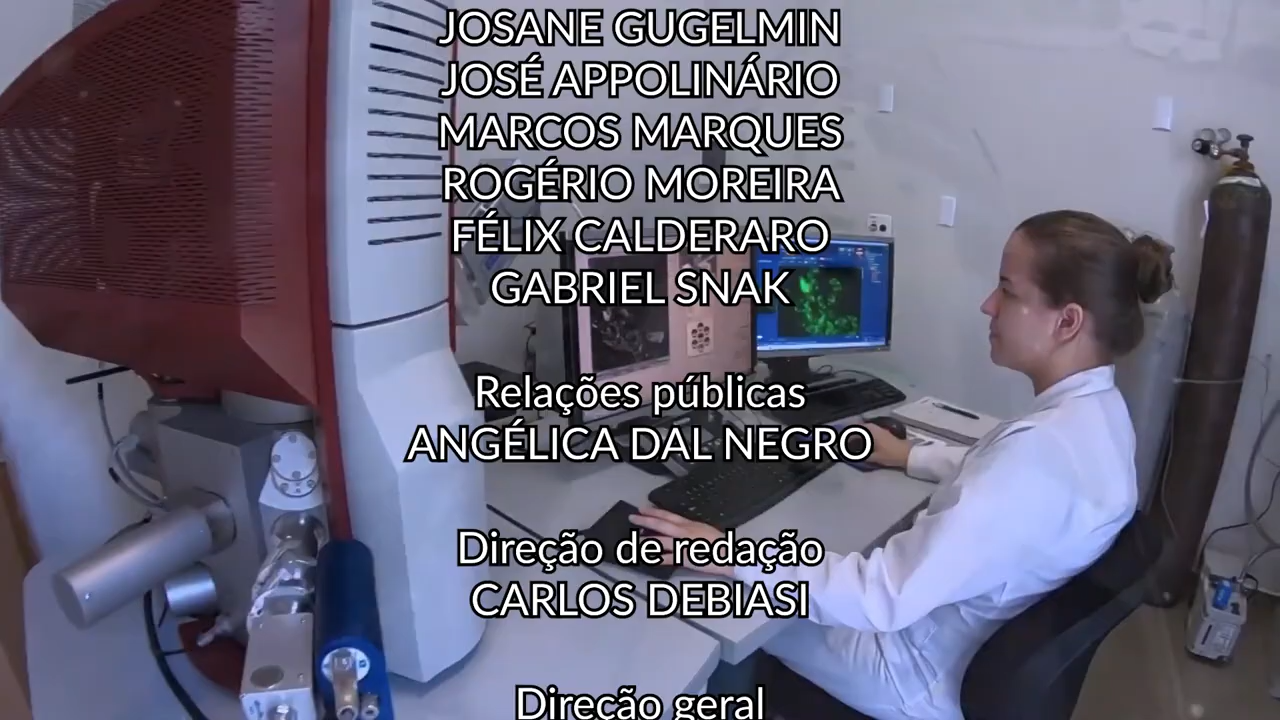 JOSANE GUGELMIN
JOSÉ APPOLINÁRIO
MARCOS MARQUES
ROGÉRIO MOREIRA
FÉLIX CALDERARO
GABRIEL SNAK
Relações públicas
ANGÉLICA DAL NEGRO
Direção de redação
CARLOS DEBIASI
Direção geral